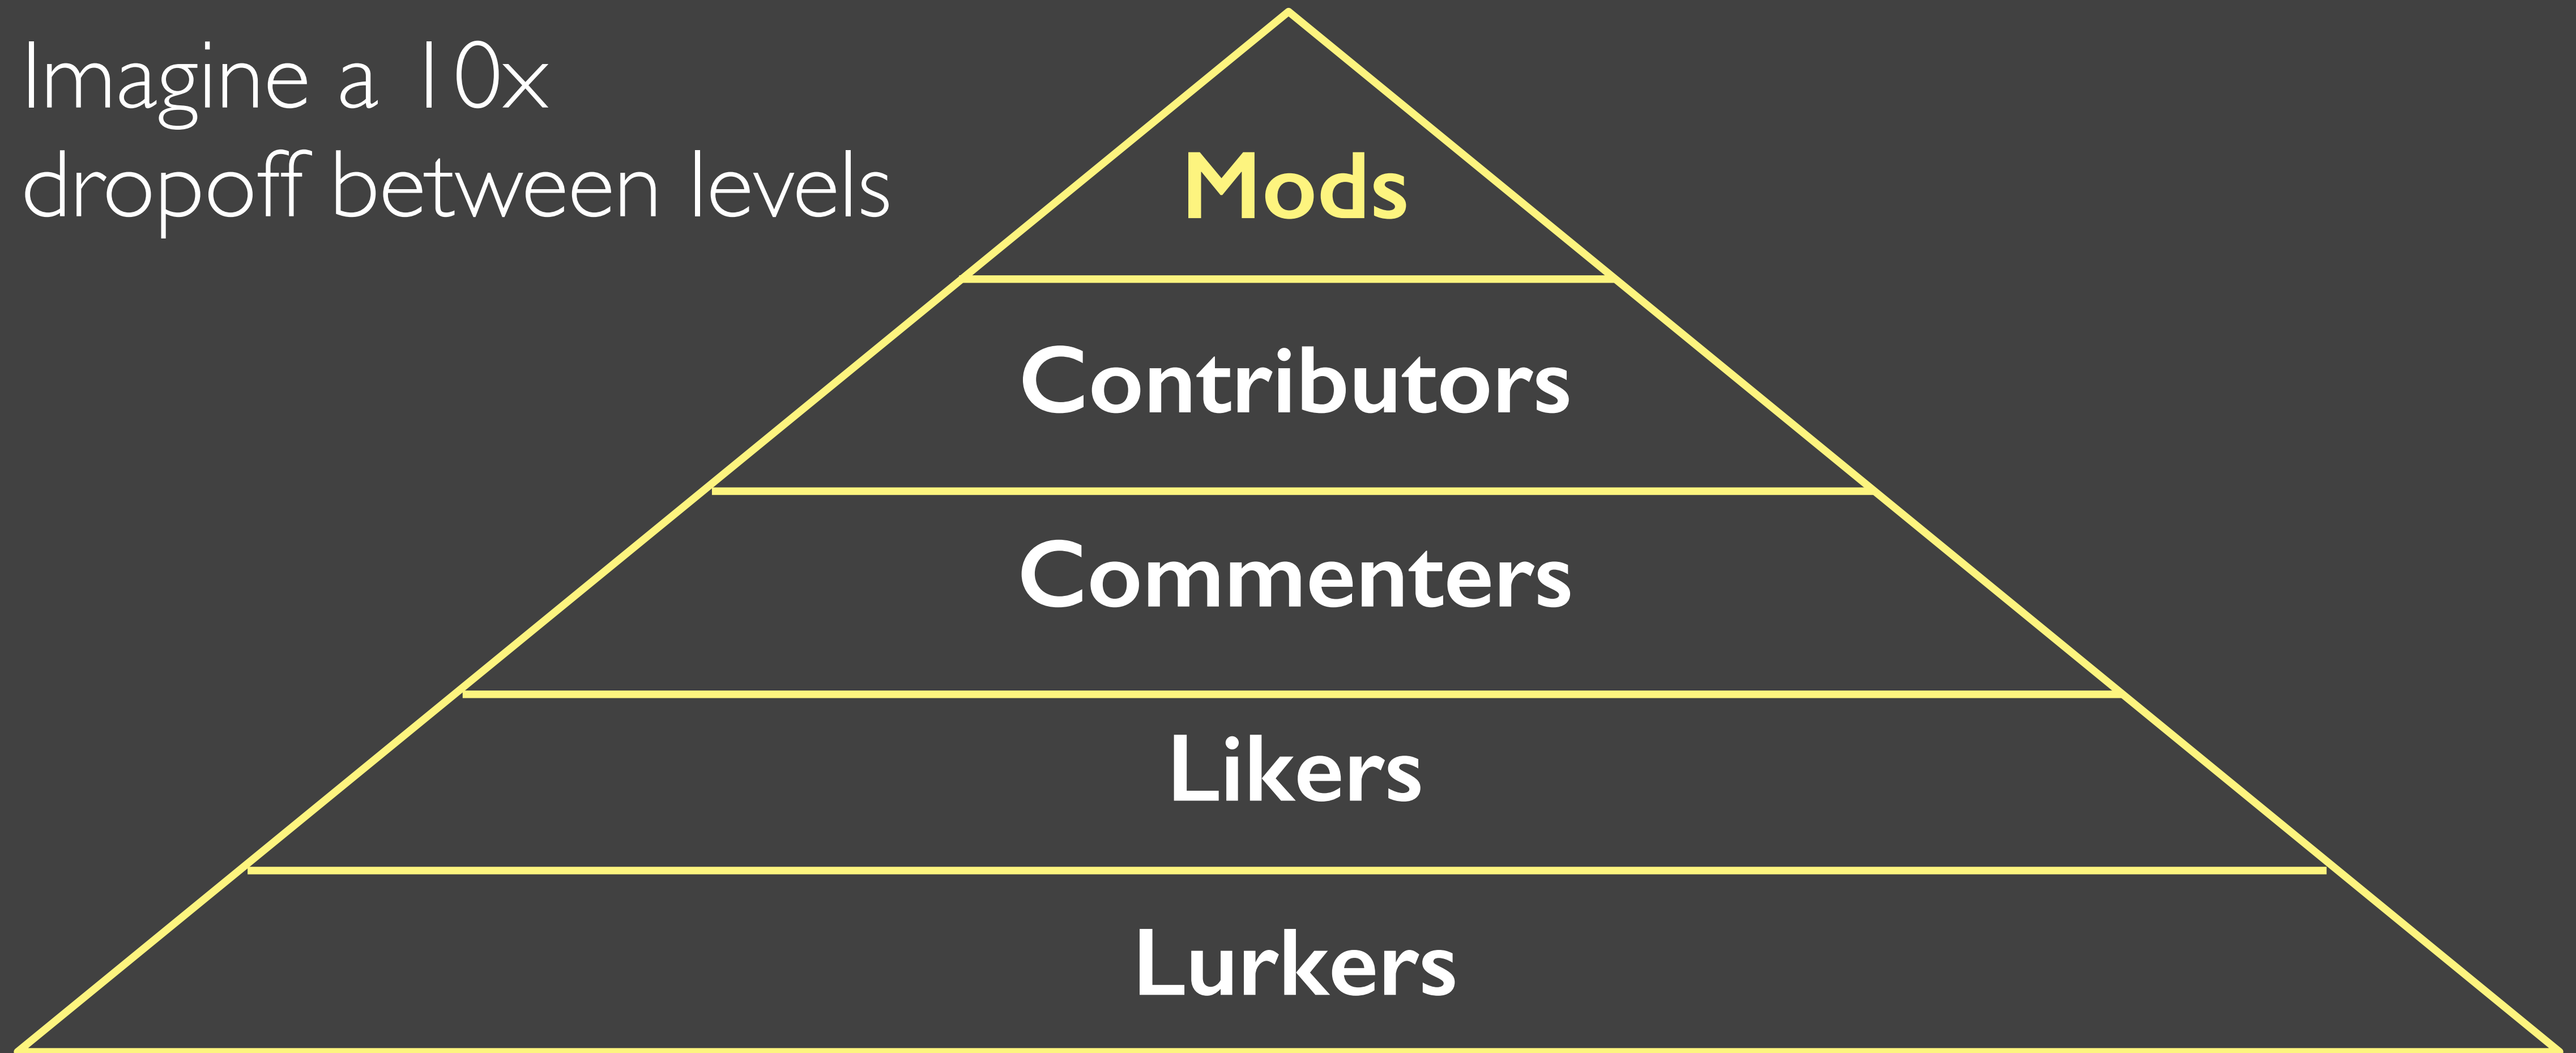 Imagine a 10x
dropoff between levels
Mods
Contributors
Commenters
Likers
Lurkers